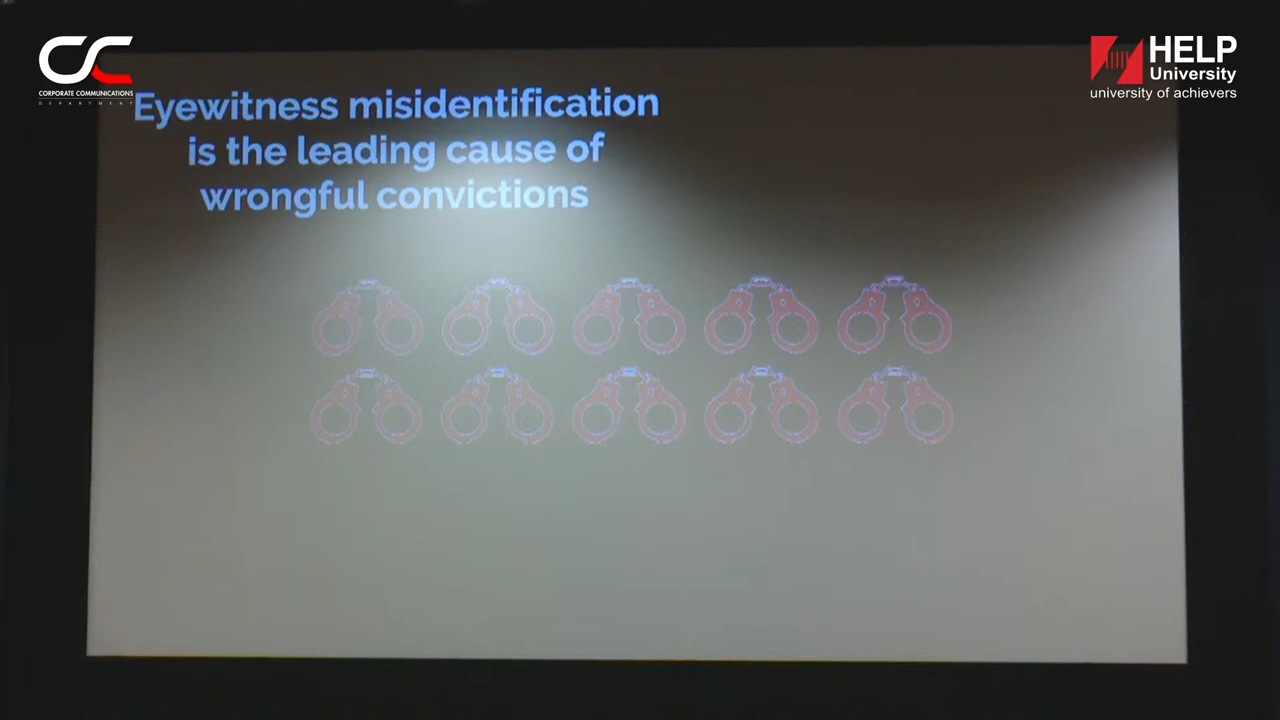 CORPORATE COMMUNICATIONS
DEPARTMENT
HELP
University
university of achievers
Eyewitness misidentification
is the leading cause of
wrongful convictions